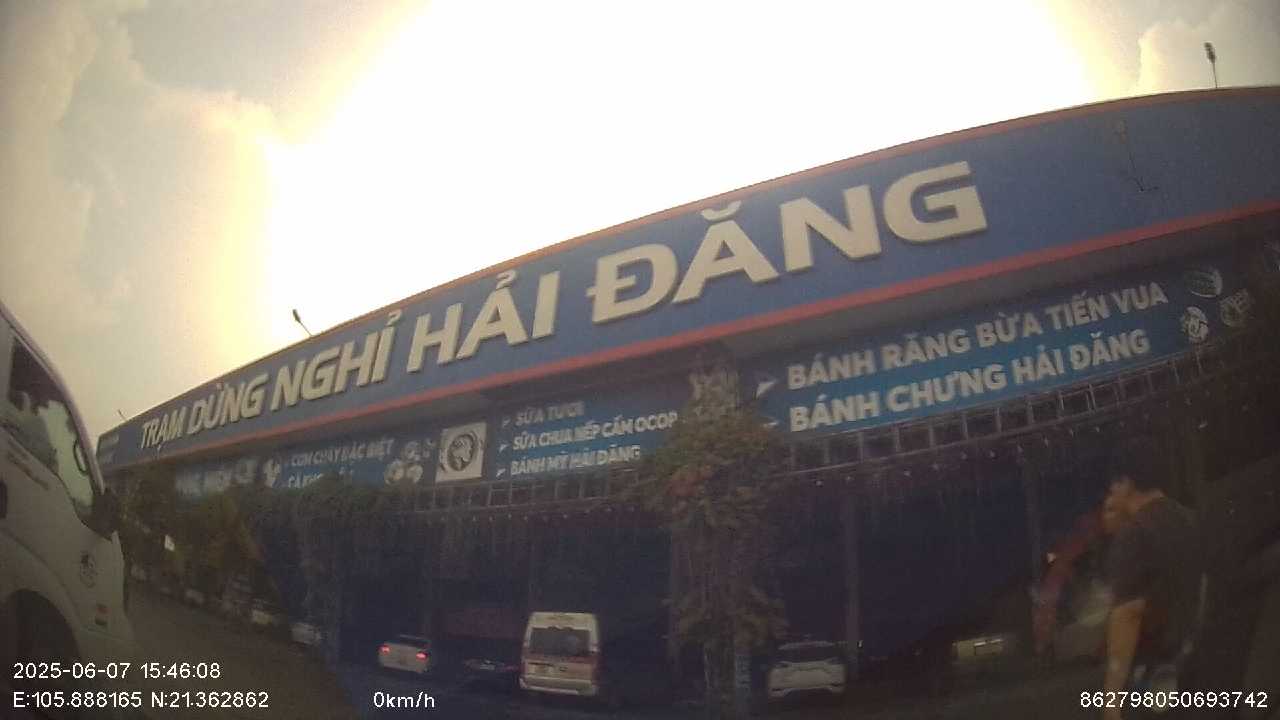 TRẠM DỪNG NGHỈ HẢI ĐĂNG
BÁNH RĂNG BỪA TIẾN VUA
BÁNH CHƯNG HẢI ĐĂNG
SỮA TƯƠI
SỮA CHUA NẾP CẨM OCOP
BÁNH MỲ HẢI ĐĂNG
CƠM CHÁY ĐẶC BIỆT
2025-06-07 15:46:08
E:105.888165 N:21.362862
0km/h
862798050693742